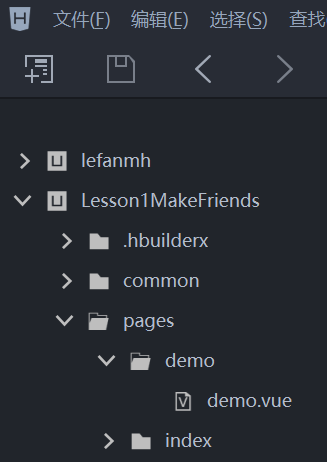 文件(F) 编辑(E) 选择(S) 查找
lefanmh
Lesson1MakeFriends
.hbuilderx
common
pages
demo
demo.vue
index